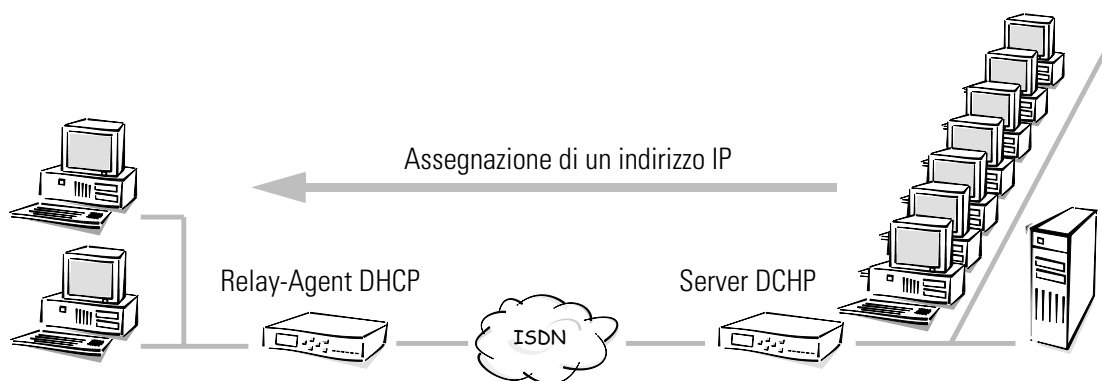 Assegnazione di un indirizzo IP
Relay-Agent DHCP
Server DCHP
ISDN